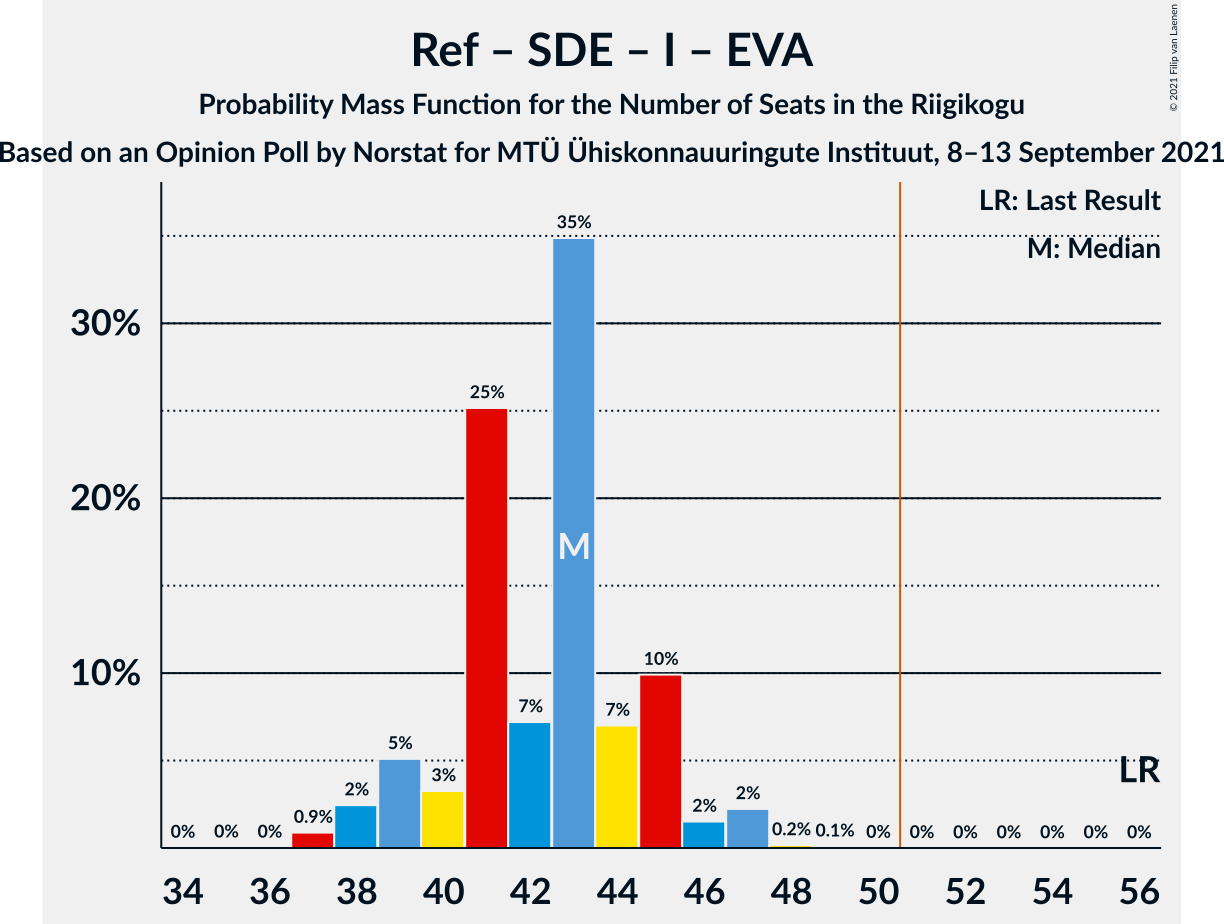 Ref – SDE – I – EVA
Probability Mass Function for the Number of Seats in the Riigikogu
Based on an Opinion Poll by Norstat for MTÜ Ühiskonnauuringute Instituut, 8–13 September 2021
© 2021 Filip van Laenen
LR: Last Result
M: Median
35%
30%
25%
20%
M
10%
10%
7%
7%
5%
3%
2%
2%
2%
0.9%
0.2%
0.1%
LR
0% 0% 0% 0% 0% 0% 0% 0% 0% 0%
34 36 38 40 42 44 46 48 50 52 54 56